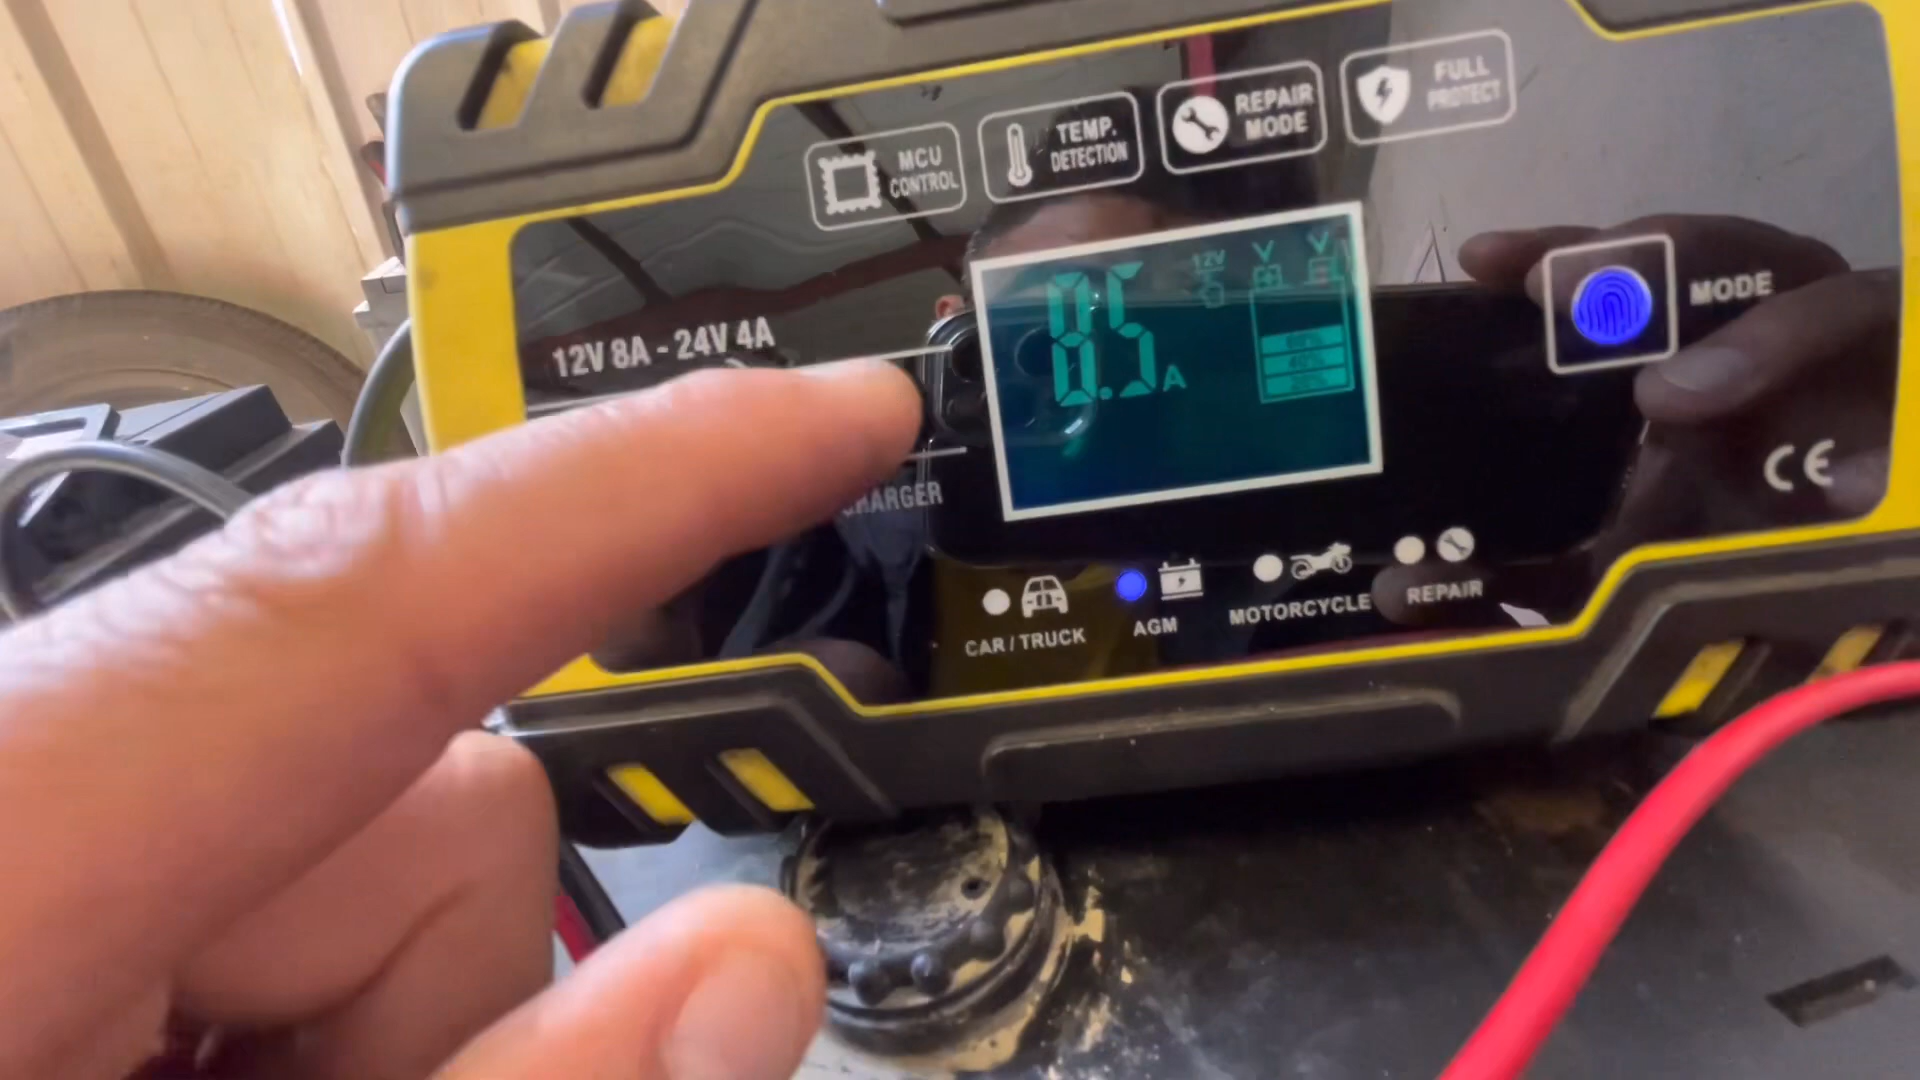 MCU
CONTROL
TEMP.
DETECTION
REPAIR
MODE
FULL
PROTECT
12V 8A - 24V 4A
12V
V
V
8.5A
MODE
CHARGER
CE
CAR / TRUCK
AGM
MOTORCYCLE
REPAIR